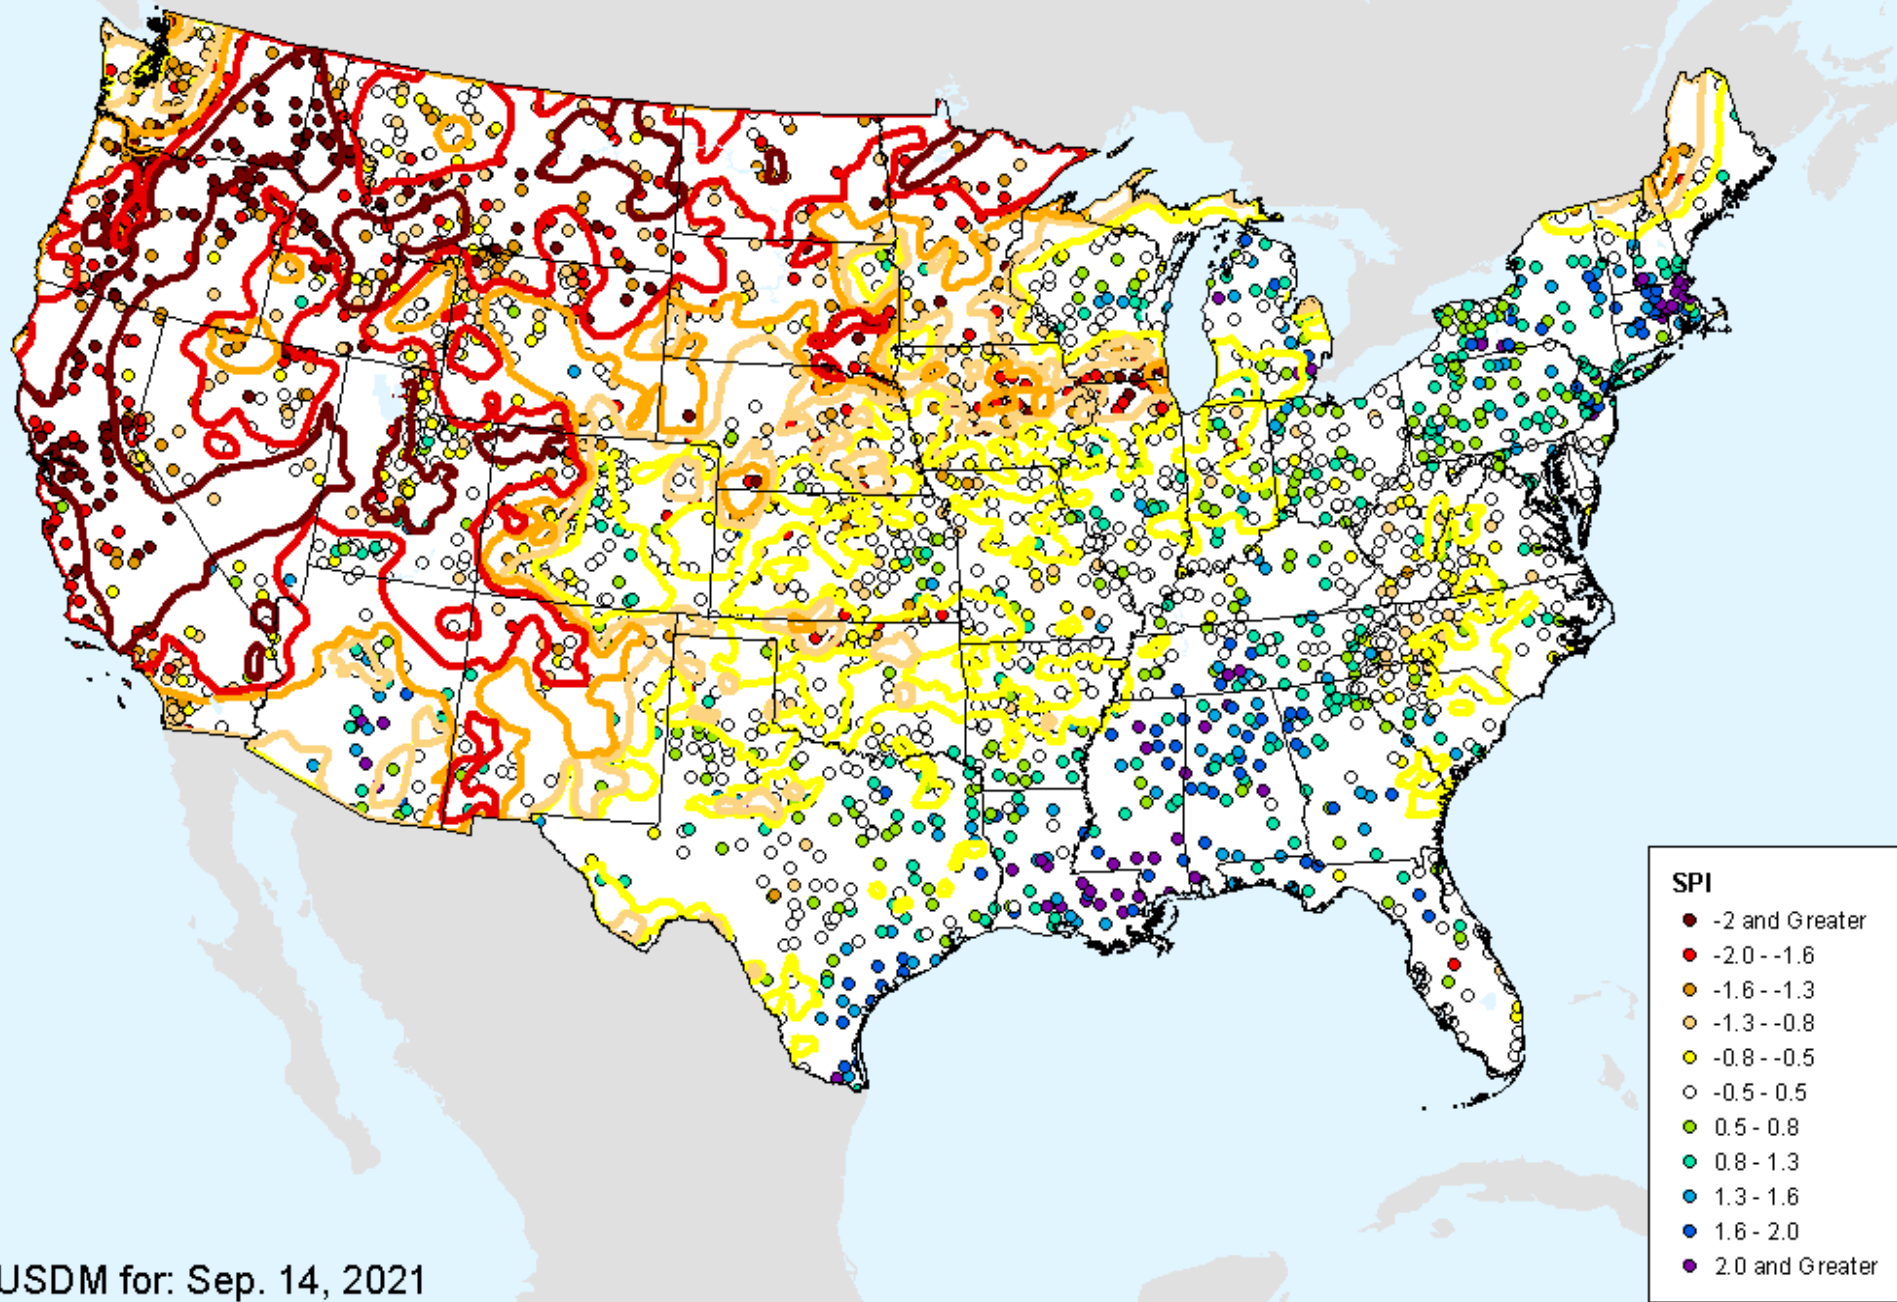 SPI
-2 and Greater
-2.0 - -1.6
-1.6 - -1.3
-1.3 - -0.8
-0.8 - -0.5
-0.5 - 0.5
0.5 - 0.8
0.8 - 1.3
1.3 - 1.6
1.6 - 2.0
2.0 and Greater
USDM for: Sep. 14, 2021